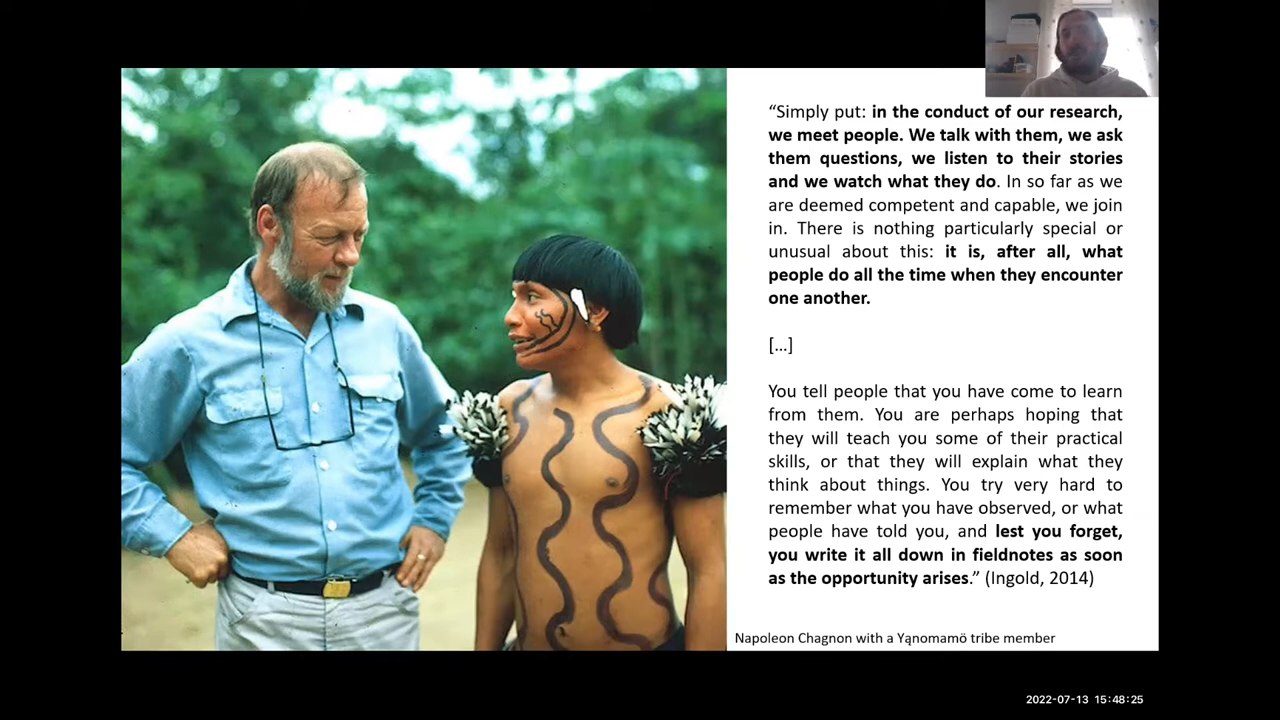 “Simply put: in the conduct of our research,
we meet people. We talk with them, we ask
them questions, we listen to their stories
and we watch what they do. In so far as we
are deemed competent and capable, we join
in. There is nothing particularly special or
unusual about this: it is, after all, what
people do all the time when they encounter
one another.
[…]
You tell people that you have come to learn
from them. You are perhaps hoping that
they will teach you some of their practical
skills, or that they will explain what they
think about things. You try very hard to
remember what you have observed, or what
people have told you, and lest you forget,
you write it all down in fieldnotes as soon
as the opportunity arises.” (Ingold, 2014)
Napoleon Chagnon with a Yąnomamö tribe member
2022-07-13 15:48:25